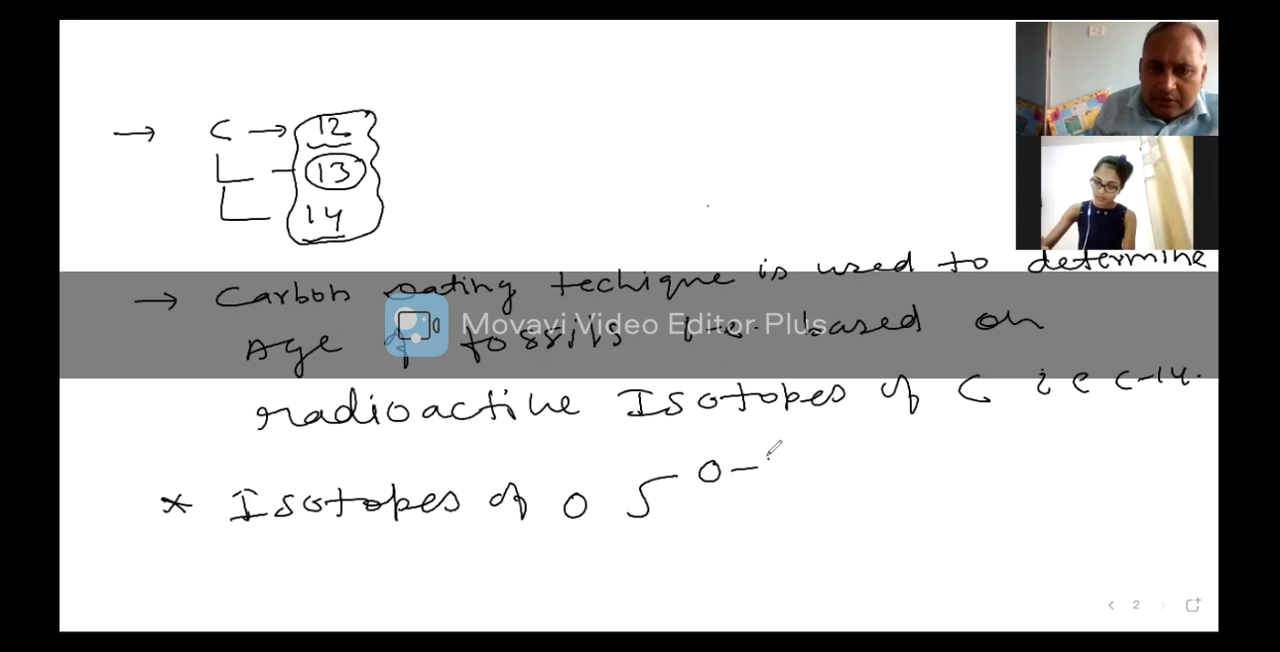 → C → 12
13
14
→ Carbon dating techique is used to determine
Age of fossils i.e. based on
radioactive Isotopes of C i e C-14.
* Isotopes of O O-
Movavi Video Editor Plus
2